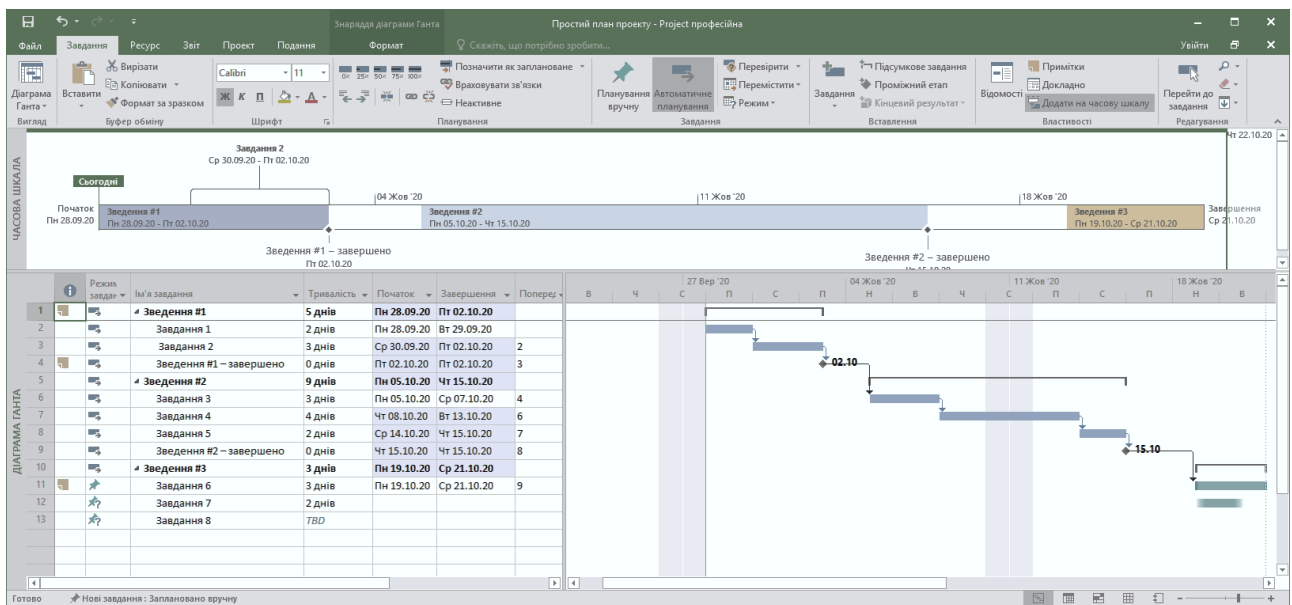 Знаряддя діаграми Ганта
Простий план проекту - Project професійна
Файл Завдання Ресурс Звіт Проект Подання Формат Скажіть, що потрібно зробити... Увійти
Діаграма Ганта
Вигляд
Вставити
Вирізати
Копіювати
Формат за зразком
Буфер обміну
Calibri 11
Ж К П
Шрифт
0× 25× 50× 75× 100×
Позначити як заплановане
Враховувати зв'язки
Неактивне
Планування
Планування вручну
Автоматичне планування
Перевірити
Перемістити
Режим
Завдання
Завдання
Підсумкове завдання
Проміжний етап
Кінцевий результат
Вставлення
Відомості
Примітки
Докладно
Додати на часову шкалу
Властивості
Перейти до завдання
Редагування
ЧАСОВА ШКАЛА
Чт 22.10.20
Завдання 2
Ср 30.09.20 - Пт 02.10.20
Сьогодні
04 Жов '20 11 Жов '20 18 Жов '20
Початок
Пн 28.09.20
Зведення #1
Пн 28.09.20 - Пт 02.10.20
Зведення #2
Пн 05.10.20 - Чт 15.10.20
Зведення #3
Пн 19.10.20 - Ср 21.10.20
Завершення
Ср 21.10.20
Зведення #1 – завершено
Пт 02.10.20
Зведення #2 – завершено
Чт 15.10.20
ДІАГРАМА ГАНТА
Режим завдан Ім'я завдання Тривалість Початок Завершення Поперед
27 Вер '20 04 Жов '20 11 Жов '20 18 Жов '20
В Ч С П С П Н В Ч С П С П Н В
1 Зведення #1 5 днів Пн 28.09.20 Пт 02.10.20
2 Завдання 1 2 днів Пн 28.09.20 Вт 29.09.20
3 Завдання 2 3 днів Ср 30.09.20 Пт 02.10.20 2
4 Зведення #1 – завершено 0 днів Пт 02.10.20 Пт 02.10.20 3 02.10
5 Зведення #2 9 днів Пн 05.10.20 Чт 15.10.20
6 Завдання 3 3 днів Пн 05.10.20 Ср 07.10.20 4
7 Завдання 4 4 днів Чт 08.10.20 Вт 13.10.20 6
8 Завдання 5 2 днів Ср 14.10.20 Чт 15.10.20 7
9 Зведення #2 – завершено 0 днів Чт 15.10.20 Чт 15.10.20 8 15.10
10 Зведення #3 3 днів Пн 19.10.20 Ср 21.10.20
11 Завдання 6 3 днів Пн 19.10.20 Ср 21.10.20 9
12 Завдання 7 2 днів
13 Завдання 8 TBD
Готово Нові завдання : Заплановано вручну